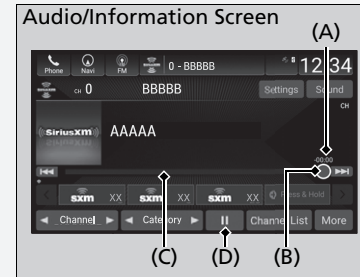 Audio/Information Screen
(A)
Phone Navi FM 0 - BBBBB 12:34
CH 0 BBBBB Settings Sound
CH
SiriusXM AAAAA
-00:00
sxm XX sxm XX sxm XX Press & Hold
Channel Category Channel List More
(C) (D) (B)